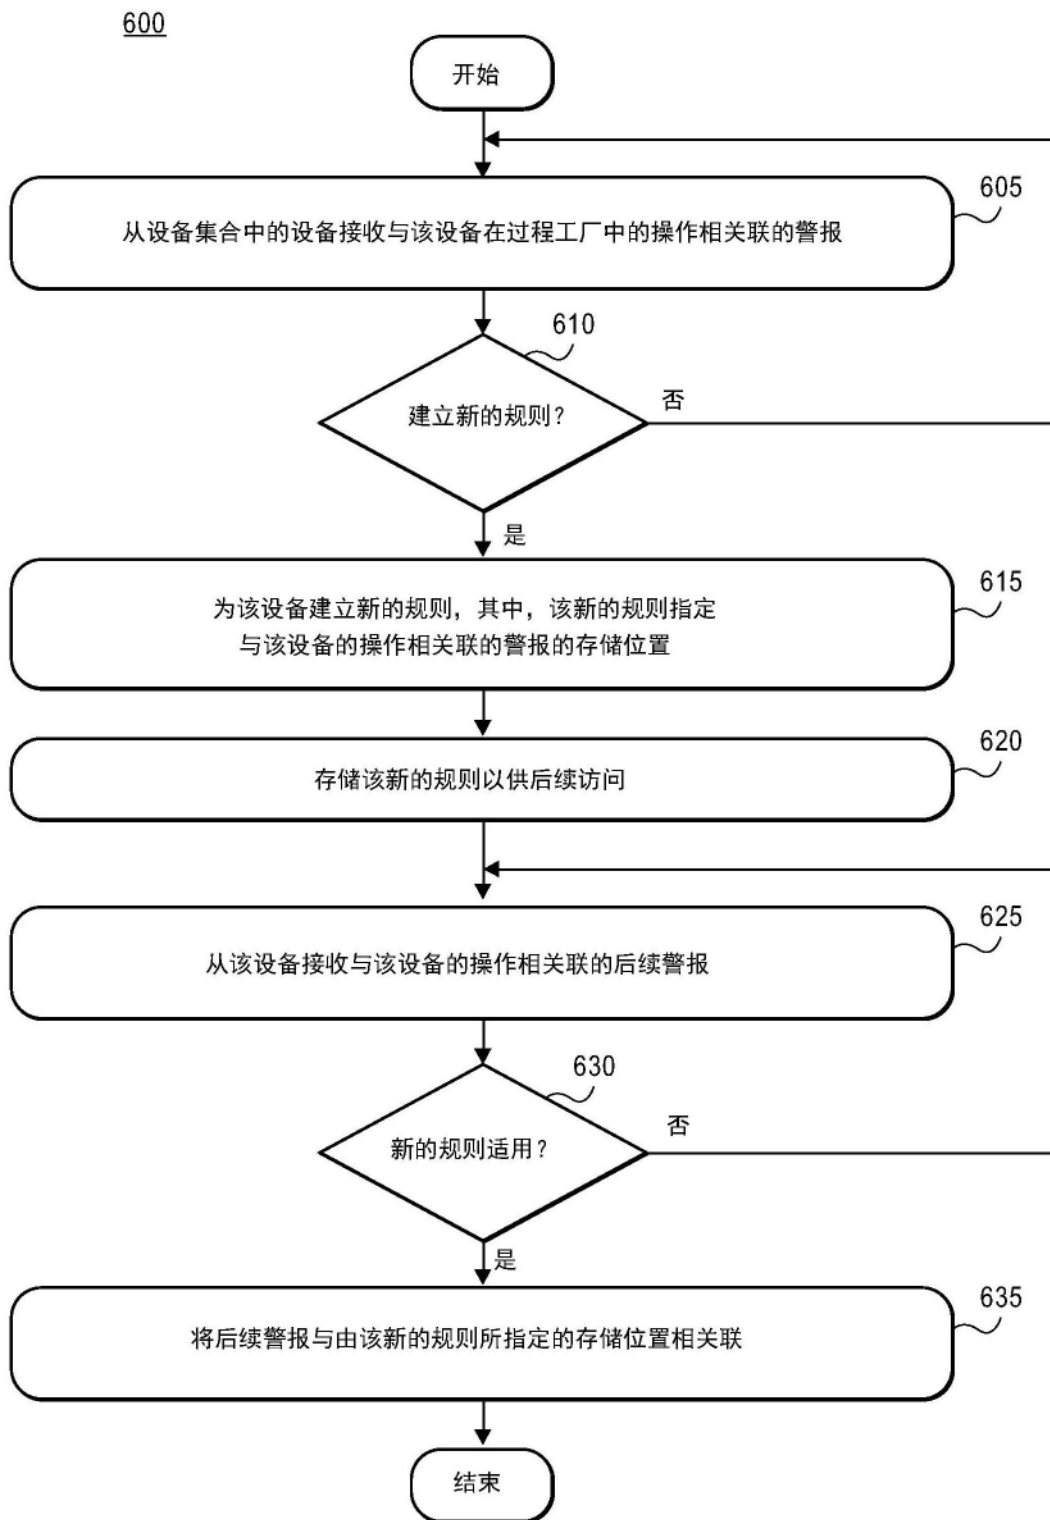 600
开始
605
从设备集合中的设备接收与该设备在过程工厂中的操作相关联的警报
610
建立新的规则?
否
是
615
为该设备建立新的规则，其中，该新的规则指定
与该设备的操作相关联的警报的存储位置
620
存储该新的规则以供后续访问
625
从该设备接收与该设备的操作相关联的后续警报
630
新的规则适用?
否
是
635
将后续警报与由该新的规则所指定的存储位置相关联
结束